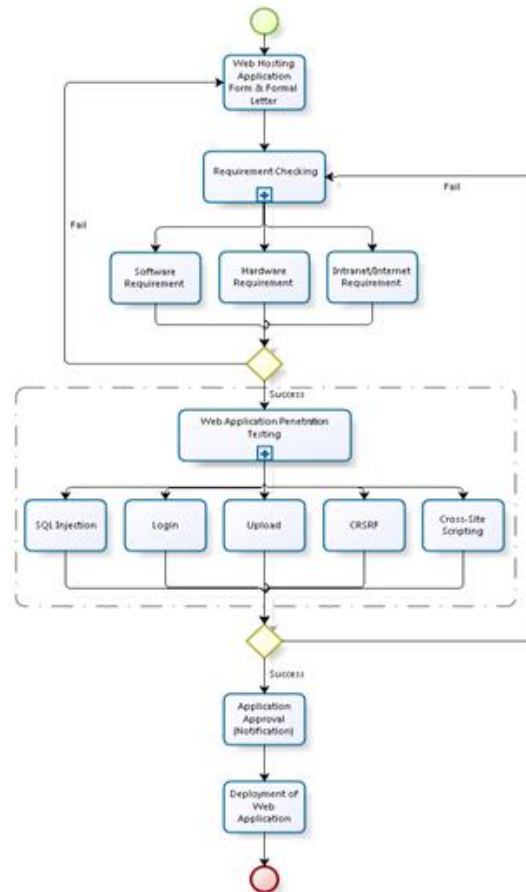 Web Hosting
Application
Form & Formal
Letter
Requirement Checking
Fail
Fail
Software
Requirement
Hardware
Requirement
Intranet/Internet
Requirement
Success
Web Application Penetration
Testing
SQL Injection
Login
Upload
CRSRF
Cross-Site
Scripting
Success
Application
Approval
(Notification)
Deployment of
Web
Application